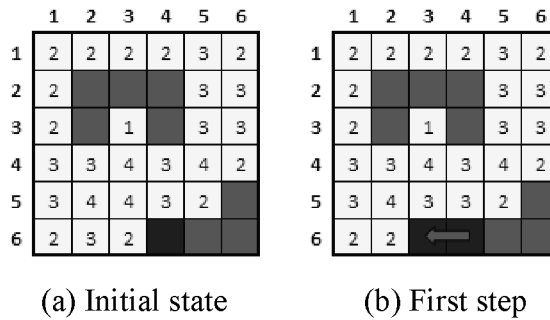 1 2 3 4 5 6 1 2 3 4 5 6
1 2 2 2 2 3 2 1 2 2 2 2 3 2
2 2 3 3 2 2 3 3
3 2 1 3 3 3 2 1 3 3
4 3 3 4 3 4 2 4 3 3 4 3 4 2
5 3 4 4 3 2 5 3 4 3 3 2
6 2 3 2 6 2 2
(a) Initial state (b) First step